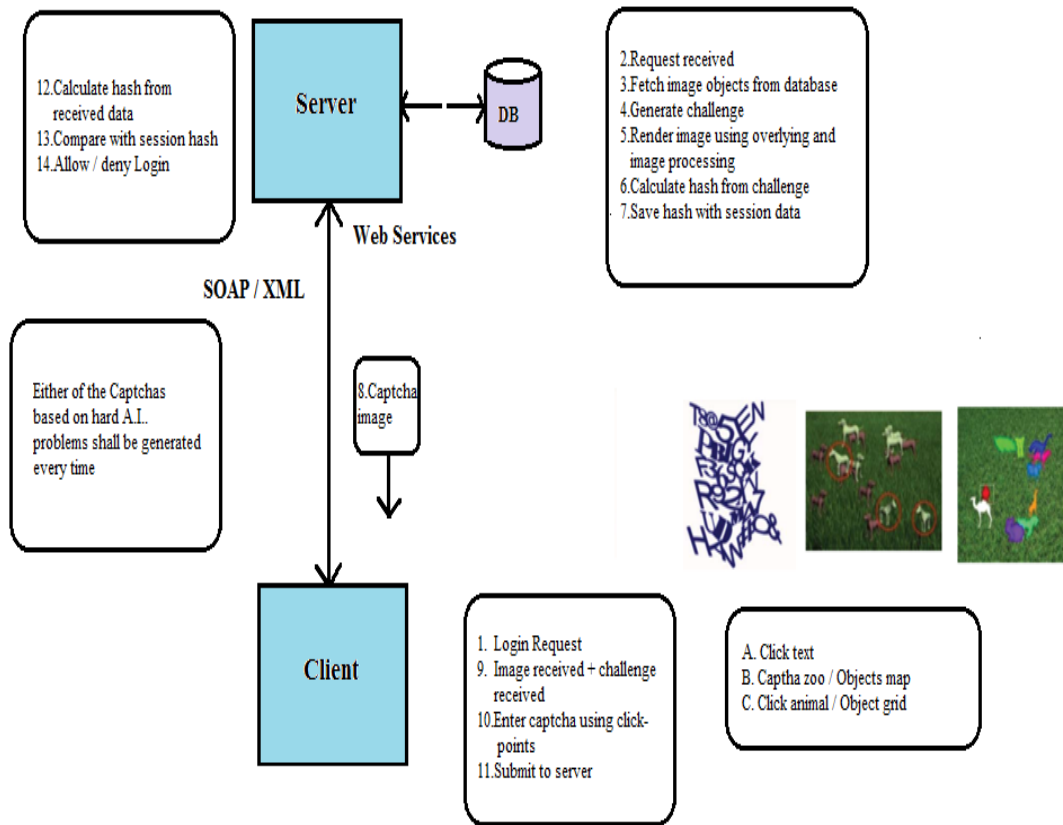 12.Calculate hash from
received data
13.Compare with session hash
14.Allow / deny Login
Server
DB
2.Request received
3.Fetch image objects from database
4.Generate challenge
5.Render image using overlying and
image processing
6.Calculate hash from challenge
7.Save hash with session data
Web Services
SOAP / XML
Either of the Captchas
based on hard A.I..
problems shall be generated
every time
8.Captcha
image
Client
1. Login Request
9. Image received + challenge
received
10.Enter captcha using click-
points
11.Submit to server
A. Click text
B. Captha zoo / Objects map
C. Click animal / Object grid